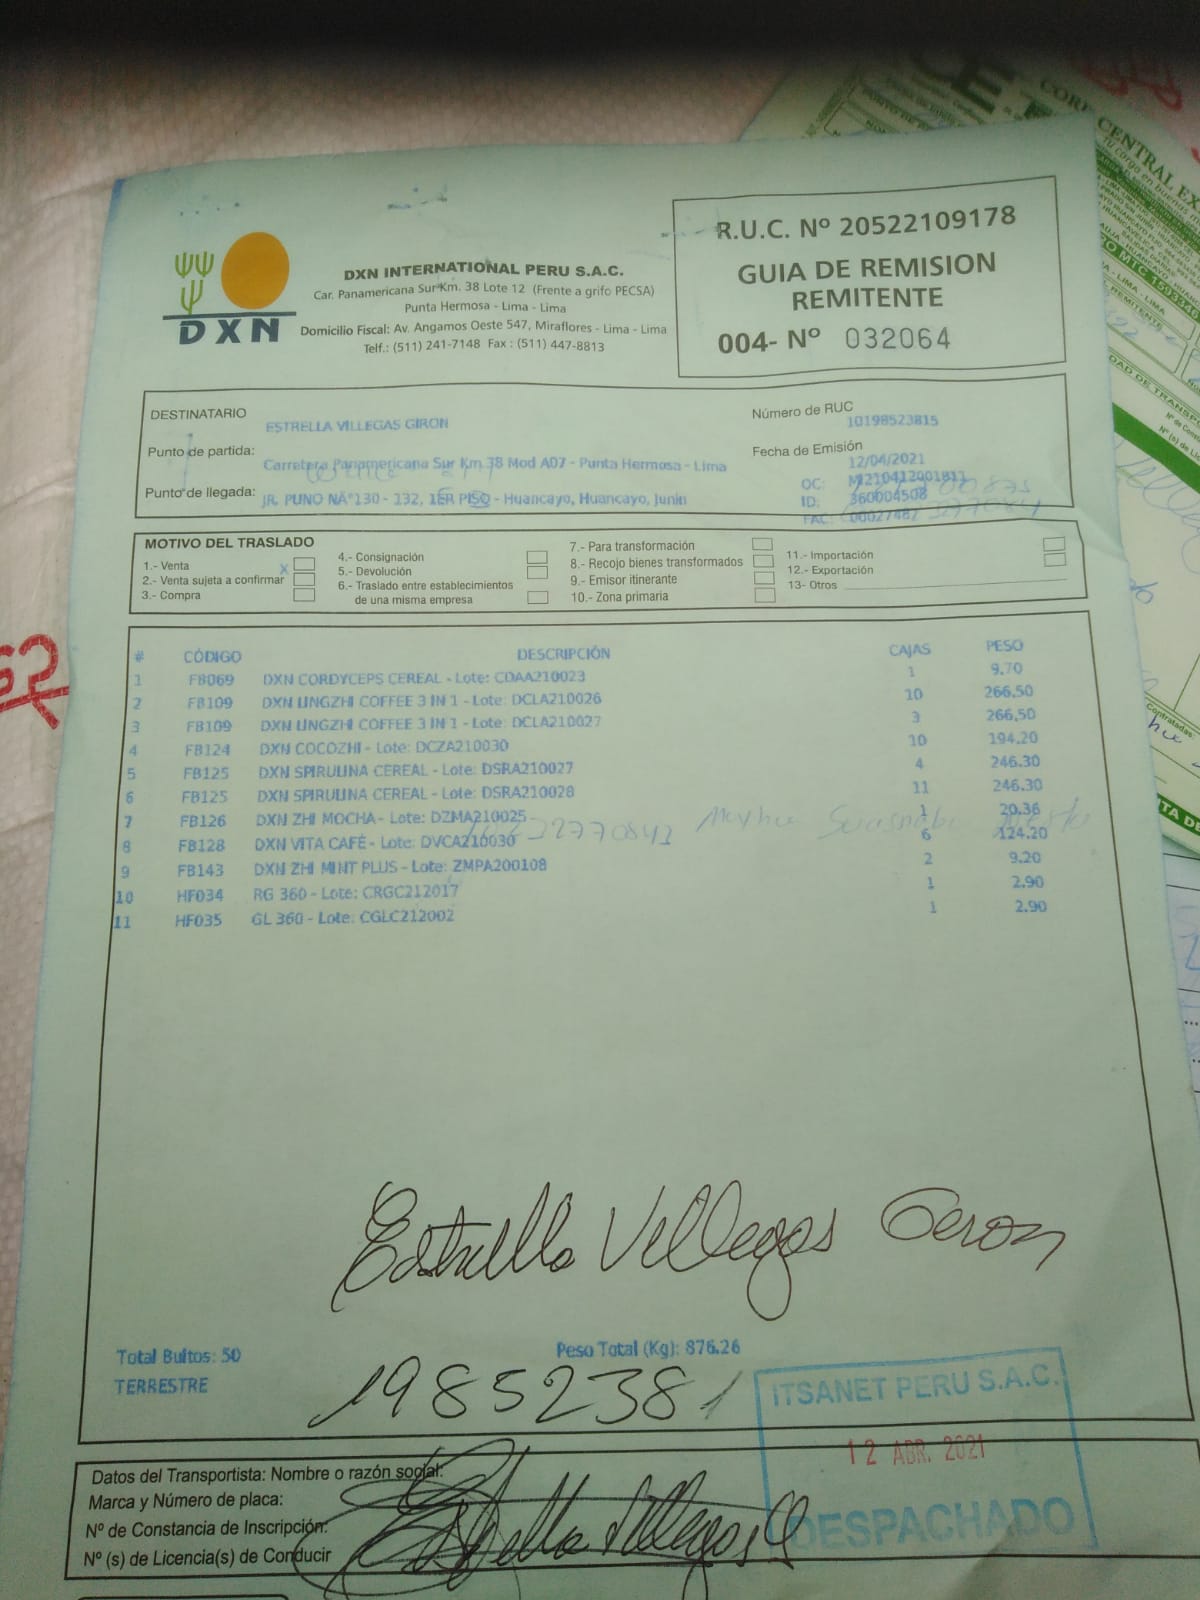 DXN
DXN INTERNATIONAL PERU S.A.C.
Car. Panamericana Sur Km. 38 Lote 12 (Frente a grifo PECSA)
Punta Hermosa - Lima - Lima
Domicilio Fiscal: Av. Angamos Oeste 547, Miraflores - Lima - Lima
Telf.: (511) 241-7148 Fax : (511) 447-8813
R.U.C. Nº 20522109178
GUIA DE REMISION
REMITENTE
004- Nº 032064
DESTINATARIO ESTRELLA VILLEGAS GIRON
Número de RUC 10198523815
Punto de partida: Carretera Panamericana Sur Km 38 Mod A07 - Punta Hermosa - Lima
Fecha de Emisión 12/04/2021
Punto de llegada: JR. PUNO NÂº130 - 132, 1ER PISO - Huancayo, Huancayo, Junin
OC:
ID: 360004508
FAC: 00027487
MOTIVO DEL TRASLADO
1.- Venta X
2.- Venta sujeta a confirmar
3.- Compra
4.- Consignación
5.- Devolución
6.- Traslado entre establecimientos
de una misma empresa
7.- Para transformación
8.- Recojo bienes transformados
9.- Emisor itinerante
10.- Zona primaria
11.- Importación
12.- Exportación
13- Otros
# CÓDIGO DESCRIPCIÓN CAJAS PESO
1 FB069 DXN CORDYCEPS CEREAL - Lote: CDAA210023 1 9.70
2 FB109 DXN LINGZHI COFFEE 3 IN 1 - Lote: DCLA210026 10 266.50
3 FB109 DXN LINGZHI COFFEE 3 IN 1 - Lote: DCLA210027 3 266.50
4 FB124 DXN COCOZHI - Lote: DCZA210030 10 194.20
5 FB125 DXN SPIRULINA CEREAL - Lote: DSRA210027 4 246.30
6 FB125 DXN SPIRULINA CEREAL - Lote: DSRA210028 11 246.30
7 FB126 DXN ZHI MOCHA - Lote: DZMA210025 1 20.36
8 FB128 DXN VITA CAFÉ - Lote: DVCA210030 6 124.20
9 FB143 DXN ZHI MINT PLUS - Lote: ZMPA200108 2 9.20
10 HF034 RG 360 - Lote: CRGC212017 1 2.90
11 HF035 GL 360 - Lote: CGLC212002 1 2.90
Estrella Villegas Geron
Total Bultos: 50
Peso Total (Kg): 876.26
TERRESTRE
19852381
ITSANET PERU S.A.C.
12 ABR. 2021
DESPACHADO
Datos del Transportista: Nombre o razón social:
Marca y Número de placa:
Nº de Constancia de Inscripción:
Nº (s) de Licencia(s) de Conducir
Estrella Villegas G